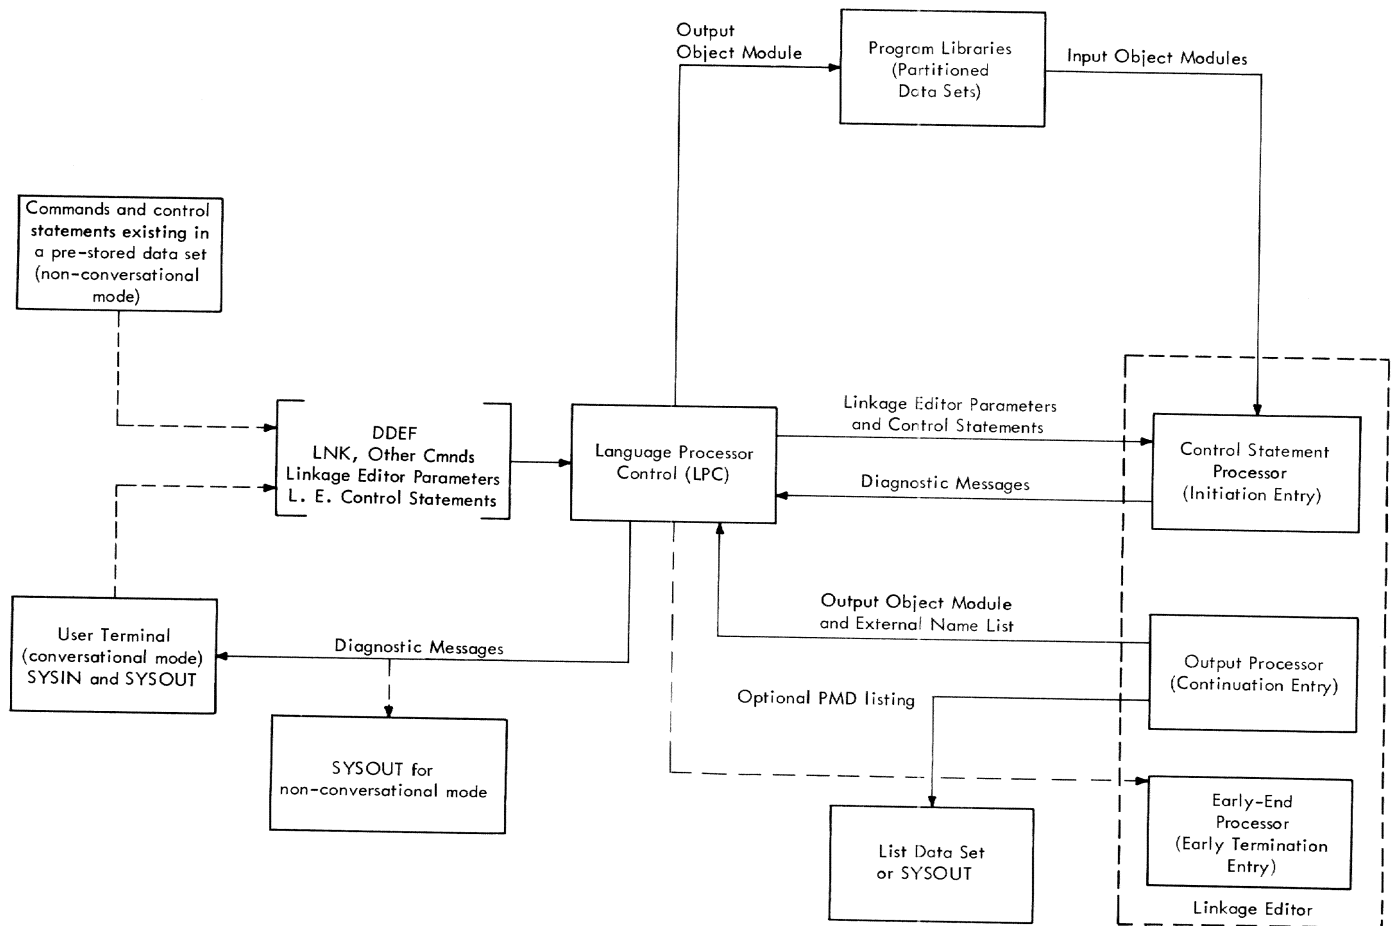 Output
Object Module
Program Libraries
(Partitioned
Data Sets)
Input Object Modules
Commands and control
statements existing in
a pre-stored data set
(non-conversational
mode)
DDEF
LNK, Other Cmnds
Linkage Editor Parameters
L. E. Control Statements
Language Processor
Control (LPC)
Linkage Editor Parameters
and Control Statements
Diagnostic Messages
Control Statement
Processor
(Initiation Entry)
User Terminal
(conversational mode)
SYSIN and SYSOUT
Diagnostic Messages
Output Object Module
and External Name List
Output Processor
(Continuation Entry)
Optional PMD listing
SYSOUT for
non-conversational mode
List Data Set
or SYSOUT
Early-End
Processor
(Early Termination
Entry)
Linkage Editor